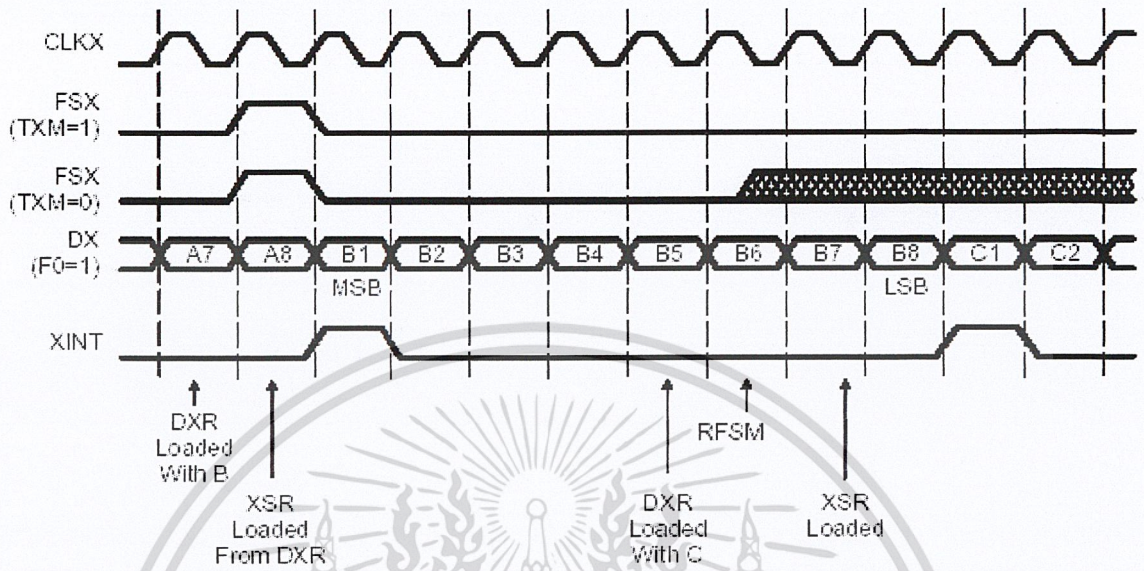 CLKX
FSX
(TXM=1)
FSX
(TXM=0)
DX
(F0=1)
A7 A8 B1 B2 B3 B4 B5 B6 B7 B8 C1 C2
MSB LSB
XINT
DXR
Loaded
With B
XSR
Loaded
From DXR
DXR
Loaded
With C
RFSM
XSR
Loaded